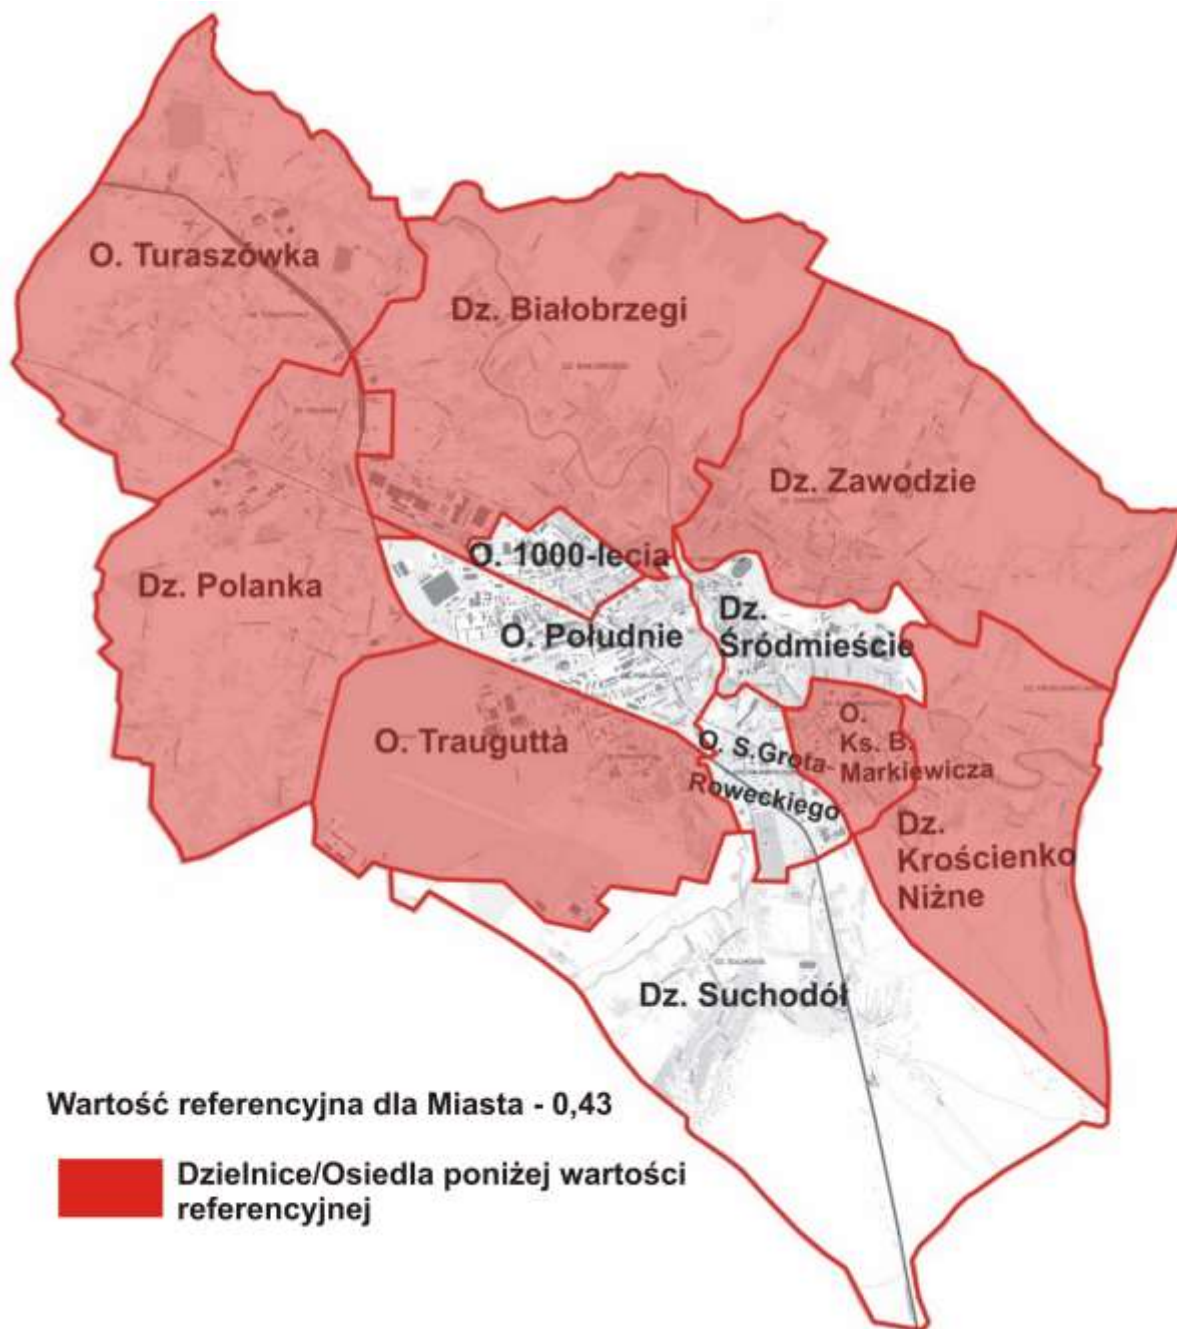 O. Turaszówka
Dz. Białobrzegi
Dz. Zawodzie
O. 1000-lecia
Dz. Polanka
Dz.
Śródmieście
O. Południe
O. Traugutta
O. S.Grota-
Roweckiego
O.
Ks. B.
Markiewicza
Dz.
Krościenko
Niżne
Dz. Suchodół
Wartość referencyjna dla Miasta - 0,43
Dzielnice/Osiedla poniżej wartości
referencyjnej